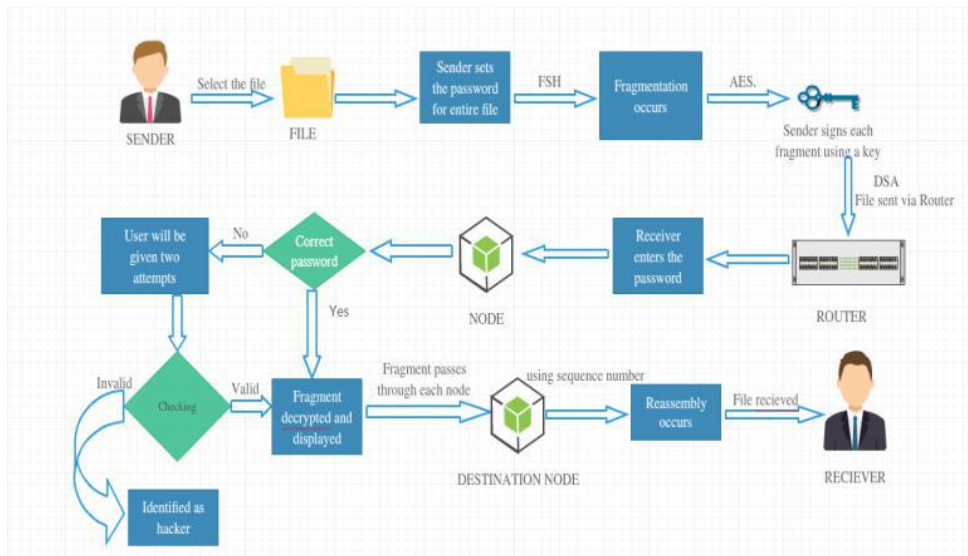 Select the file
SENDER
FILE
Sender sets
the password
for entire file
FSH
Fragmentation
occurs
AES.
Sender signs each
fragment using a key
DSA
File sent via Router
ROUTER
Receiver
enters the
password
NODE
Correct
password
No
Yes
User will be
given two
attempts
Checking
Invalid
Valid
Identified as
hacker
Fragment
decrypted and
displayed
Fragment passes
through each node
DESTINATION NODE
using sequence number
Reassembly
occurs
File recieved
RECIEVER